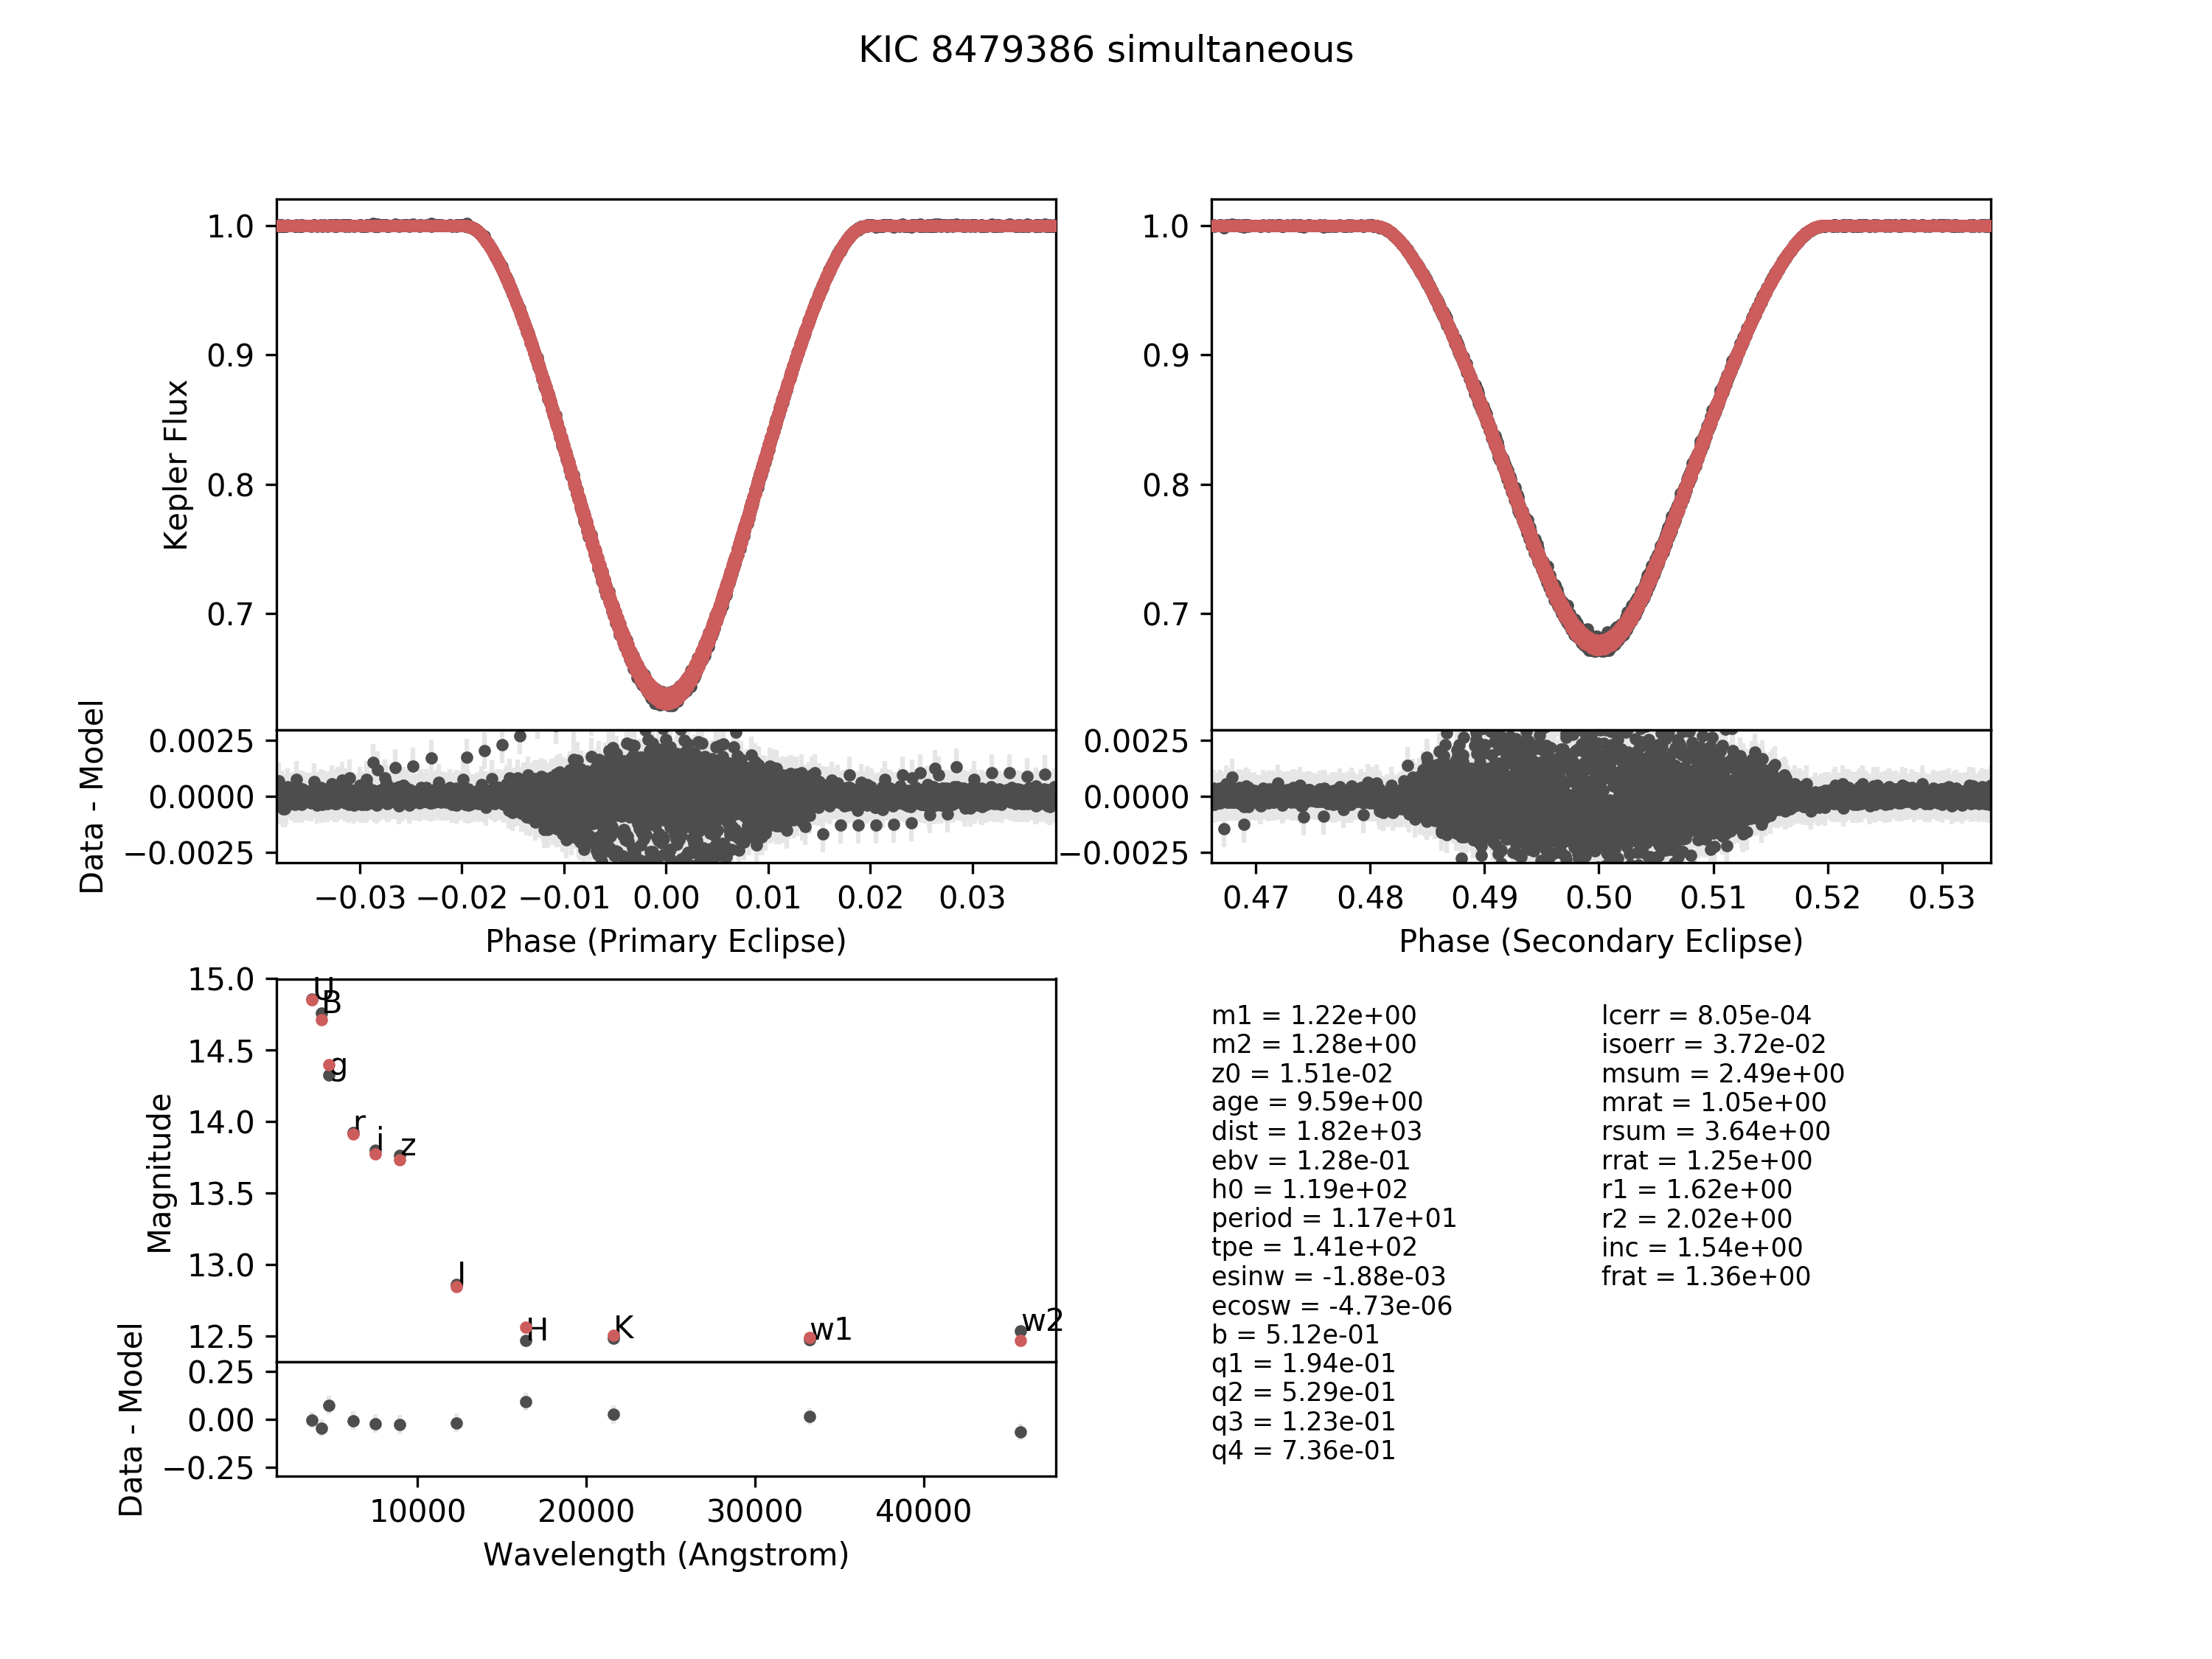 KIC 8479386 simultaneous
Kepler Flux
1.0
0.9
0.8
0.7
1.0
0.9
0.8
0.7
Data - Model
0.0025
0.0000
−0.0025
0.0025
0.0000
−0.0025
−0.03 −0.02 −0.01 0.00 0.01 0.02 0.03
Phase (Primary Eclipse)
0.47 0.48 0.49 0.50 0.51 0.52 0.53
Phase (Secondary Eclipse)
Magnitude
15.0
14.5
14.0
13.5
13.0
12.5
U
B
g
r
i
z
J
H
K
w1
w2
Data - Model
0.25
0.00
−0.25
10000 20000 30000 40000
Wavelength (Angstrom)
m1 = 1.22e+00
m2 = 1.28e+00
z0 = 1.51e-02
age = 9.59e+00
dist = 1.82e+03
ebv = 1.28e-01
h0 = 1.19e+02
period = 1.17e+01
tpe = 1.41e+02
esinw = -1.88e-03
ecosw = -4.73e-06
b = 5.12e-01
q1 = 1.94e-01
q2 = 5.29e-01
q3 = 1.23e-01
q4 = 7.36e-01
lcerr = 8.05e-04
isoerr = 3.72e-02
msum = 2.49e+00
mrat = 1.05e+00
rsum = 3.64e+00
rrat = 1.25e+00
r1 = 1.62e+00
r2 = 2.02e+00
inc = 1.54e+00
frat = 1.36e+00